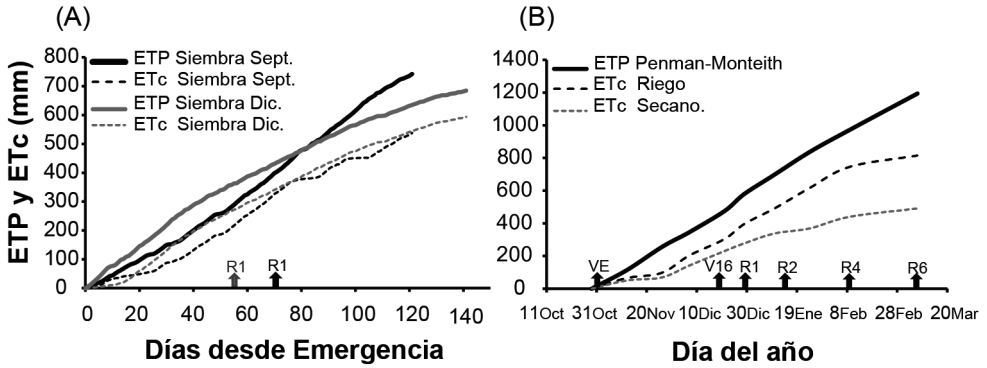 (A)
ETP y ETc (mm)
800
700
600
500
400
300
200
100
0
ETP Siembra Sept.
ETc Siembra Sept.
ETP Siembra Dic.
ETc Siembra Dic.
R1 R1
0 20 40 60 80 100 120 140
Días desde Emergencia
(B)
1400
1200
1000
800
600
400
200
0
ETP Penman-Monteith
ETc Riego
ETc Secano.
VE V16 R1 R2 R4 R6
11Oct 31Oct 20Nov 10Dic 30Dic 19Ene 8Feb 28Feb 20Mar
Día del año